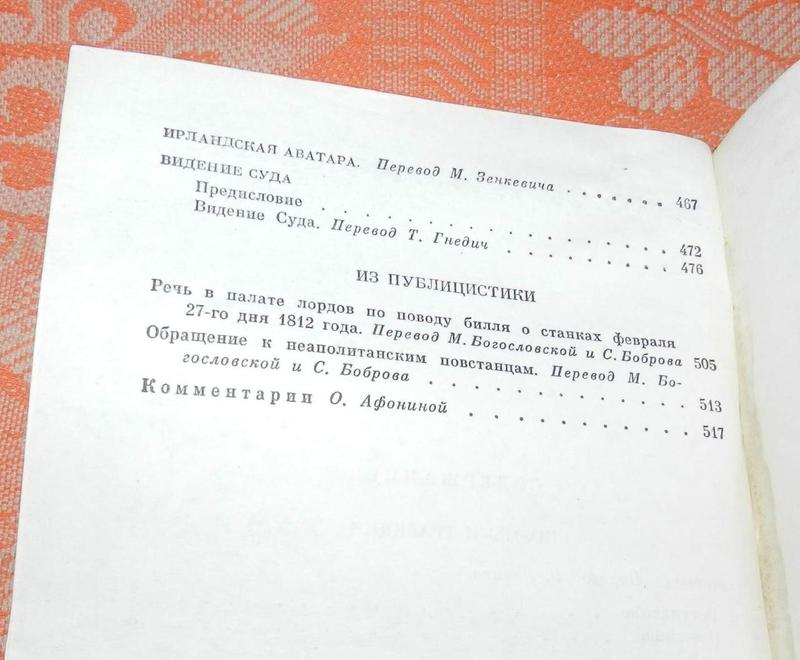 ИРЛАНДСКАЯ АВАТАРА. Перевод М. Зенкевича . . . . . . . 467
ВИДЕНИЕ СУДА
Предисловие . . . . . . . . . . . . . . . . 472
Видение Суда. Перевод Т. Гнедич . . . . . . . . . 476
ИЗ ПУБЛИЦИСТИКИ
Речь в палате лордов по поводу билля о станках февраля
27-го дня 1812 года. Перевод М. Богословской и С. Боброва 505
Обращение к неаполитанским повстанцам. Перевод М. Бо-
гословской и С. Боброва . . . . . . . . . . . . 513
Комментарии О. Афониной . . . . . . . . . . 517